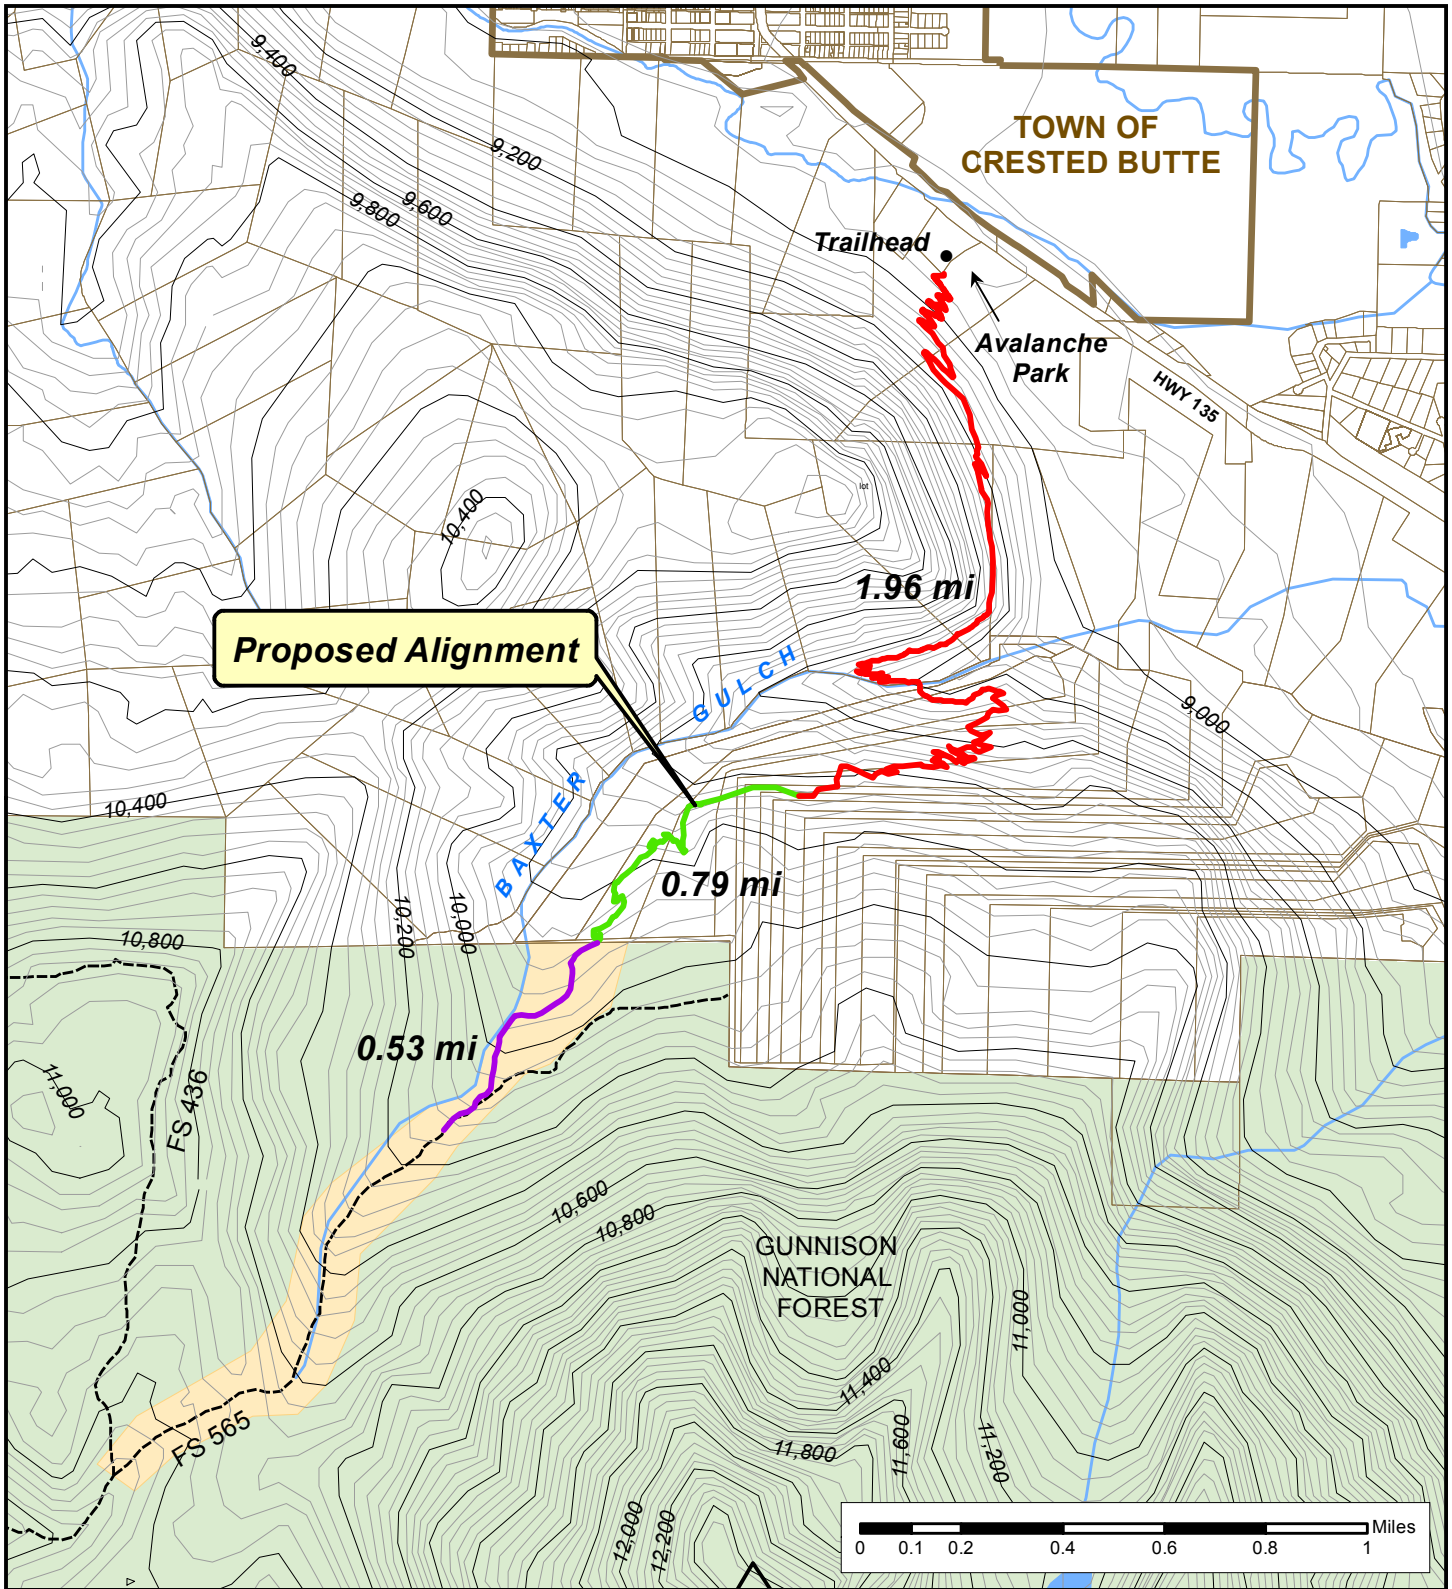 9,400
9,200
9,600
9,800
TOWN OF
CRESTED BUTTE
Trailhead
Avalanche
Park
HWY 135
lot
10,400
1.96 mi
Proposed Alignment
GULCH
9,000
BAXTER
10,400
0.79 mi
10,200
10,000
10,800
0.53 mi
11,000
FS 436
10,600
10,800
GUNNISON
NATIONAL
FOREST
11,000
11,400
FS 565
11,600
11,200
11,800
12,000
12,200
Miles
0 0.1 0.2 0.4 0.6 0.8 1